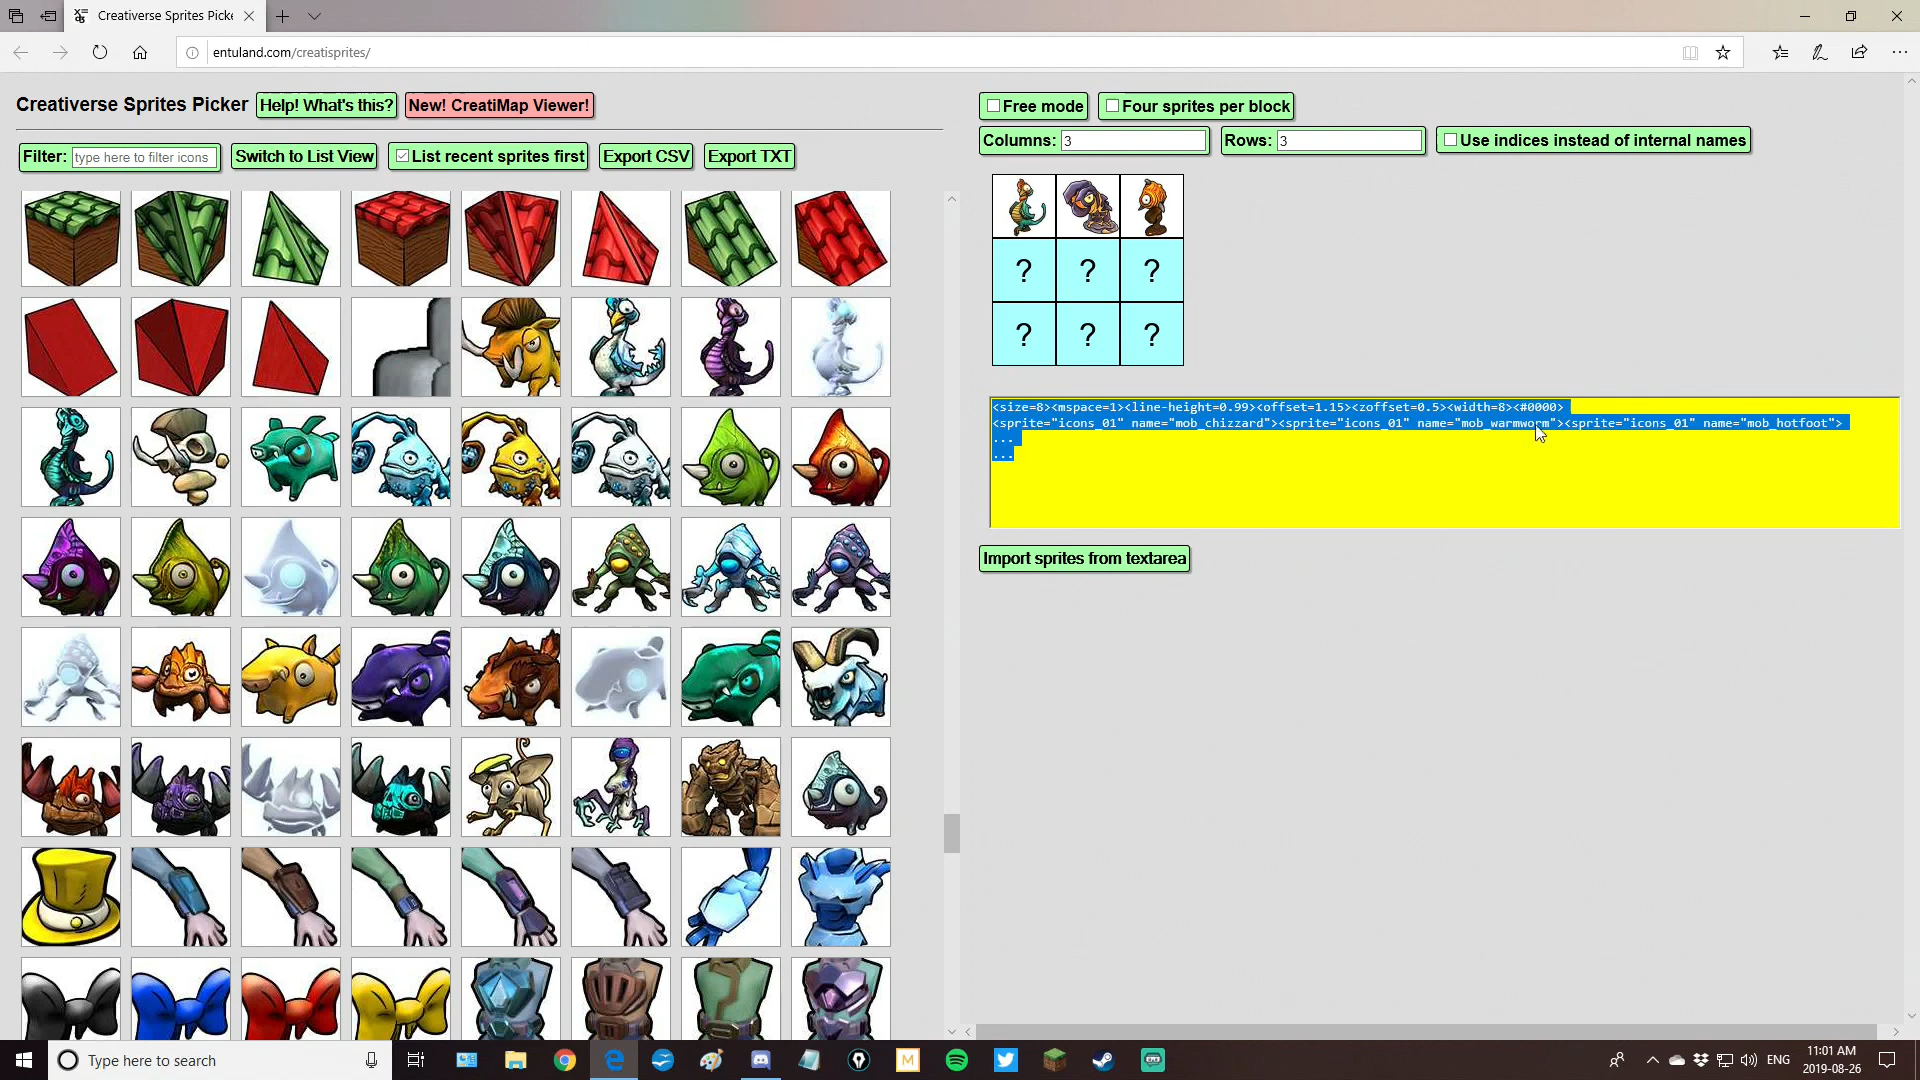 Creativerse Sprites Picke
entuland.com/creatisprites/
Creativerse Sprites Picker
Help! What's this?
New! CreatiMap Viewer!
Filter: type here to filter icons
Switch to List View
List recent sprites first
Export CSV
Export TXT
Free mode
Four sprites per block
Columns: 3
Rows: 3
Use indices instead of internal names
? ? ?
? ? ?
<size=8><mspace=1><line-height=0.99><offset=1.15><zoffset=0.5><width=8><#0000>
<sprite="icons_01" name="mob_chizzard"><sprite="icons_01" name="mob_warmworm"><sprite="icons_01" name="mob_hotfoot">
...
...
Import sprites from textarea
Type here to search
M
ENG
11:01 AM
2019-08-26